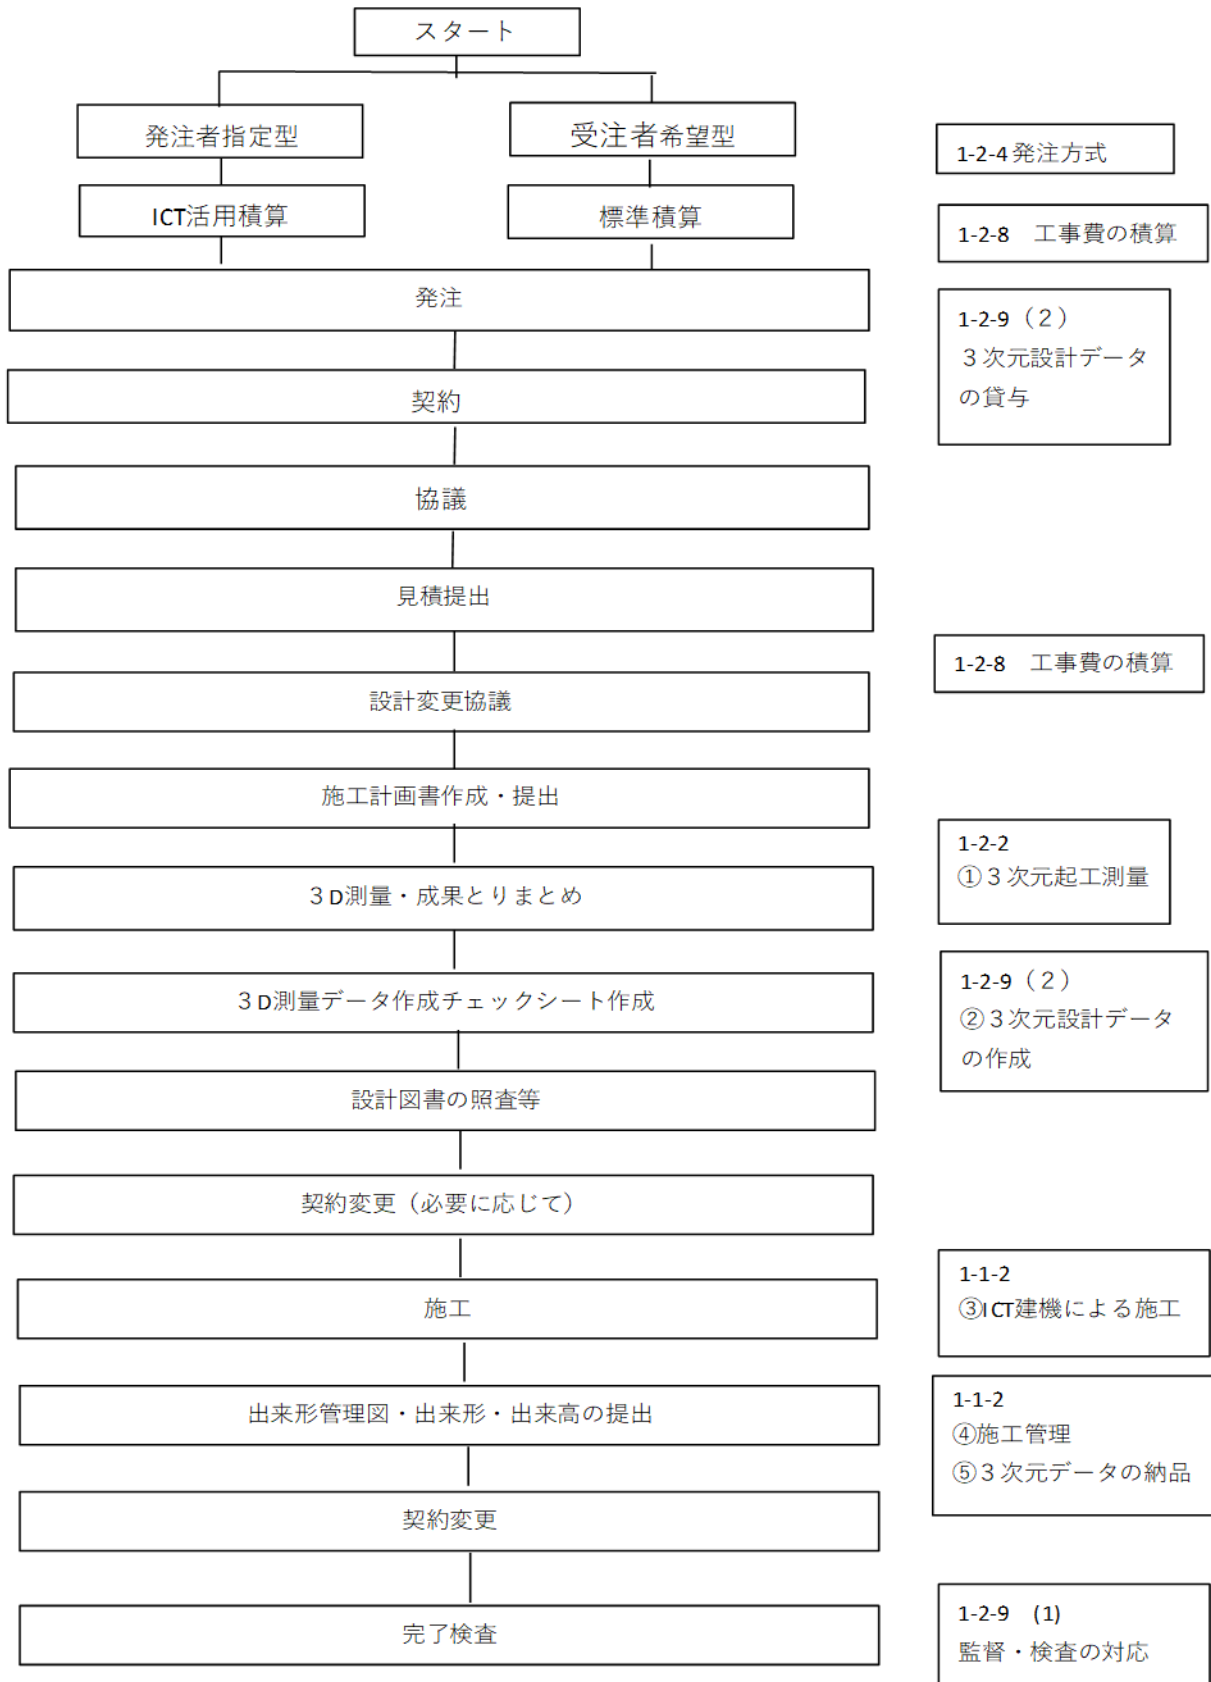 スタート
発注者指定型
受注者希望型
1-2-4発注方式
ICT活用積算
標準積算
1-2-8　工事費の積算
発注
1-2-9（２）
３次元設計データ
の貸与
契約
協議
見積提出
1-2-8　工事費の積算
設計変更協議
施工計画書作成・提出
1-2-2
①３次元起工測量
３D測量・成果とりまとめ
1-2-9（２）
②３次元設計データ
の作成
３D測量データ作成チェックシート作成
設計図書の照査等
契約変更（必要に応じて）
1-1-2
③ICT建機による施工
施工
1-1-2
④施工管理
⑤３次元データの納品
出来形管理図・出来形・出来高の提出
契約変更
1-2-9　(1)
監督・検査の対応
完了検査